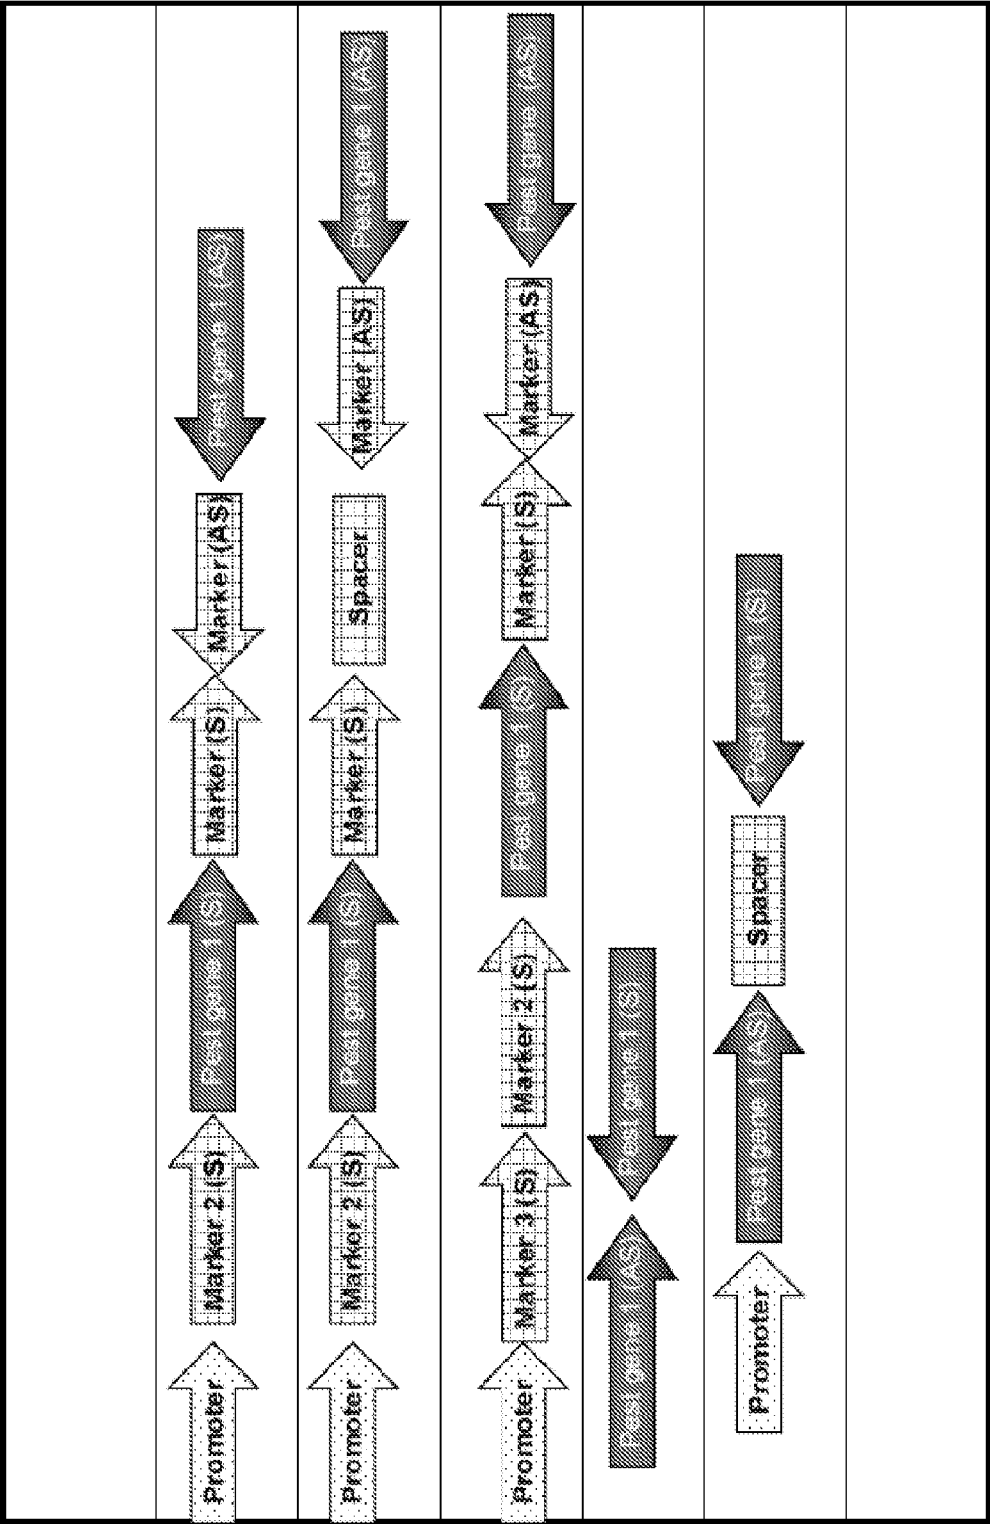 Promoter
Marker 2 (S)
Pest gene 1 (S)
Marker (S)
Marker (AS)
Pest gene 1 (AS)
Promoter
Marker 2 (S)
Pest gene 1 (S)
Marker (S)
Spacer
Marker (AS)
Pest gene 1 (AS)
Promoter
Marker 3 (S)
Marker 2 (S)
Pest gene 1 (S)
Marker (S)
Marker (AS)
Pest gene (AS)
Pest gene 1 (AS)
Pest gene 1 (S)
Promoter
Pest gene 1 (AS)
Spacer
Pest gene 1 (S)